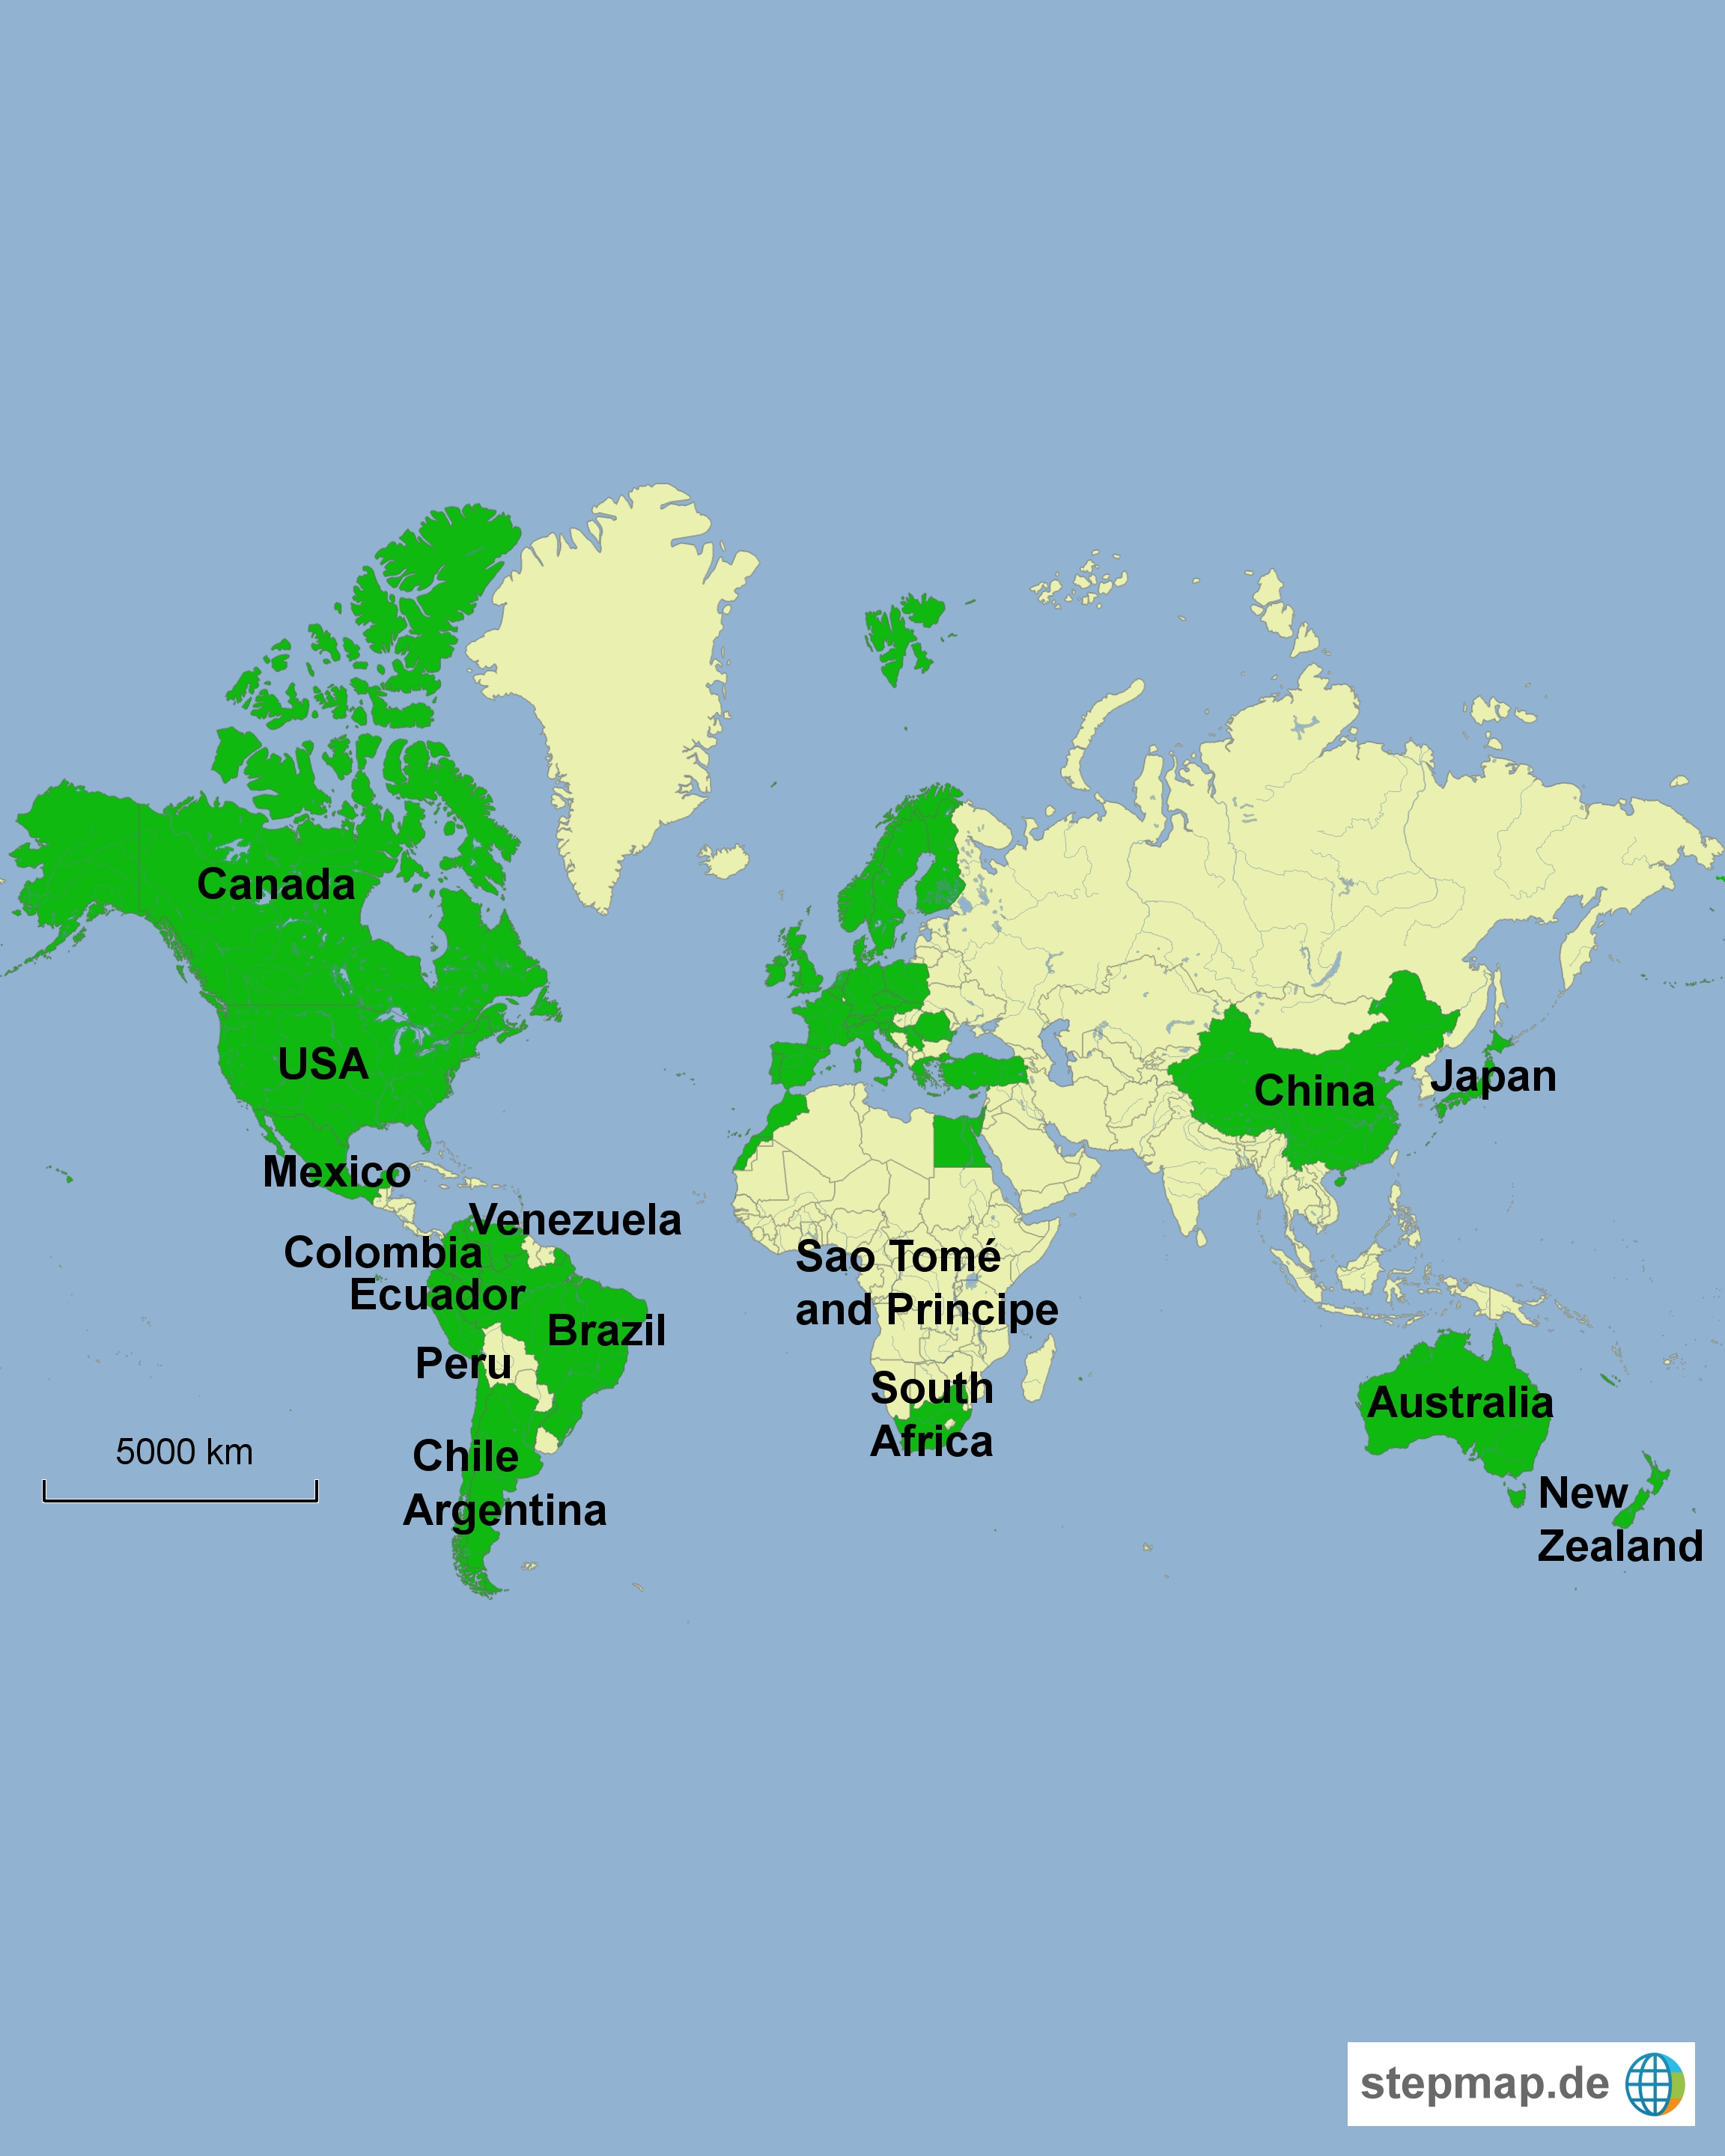 Canada
USA
Mexico
Venezuela
Colombia
Ecuador
Brazil
Peru
Chile
Argentina
5000 km
Sao Tomé
and Principe
South
Africa
China
Japan
Australia
New
Zealand
stepmap.de